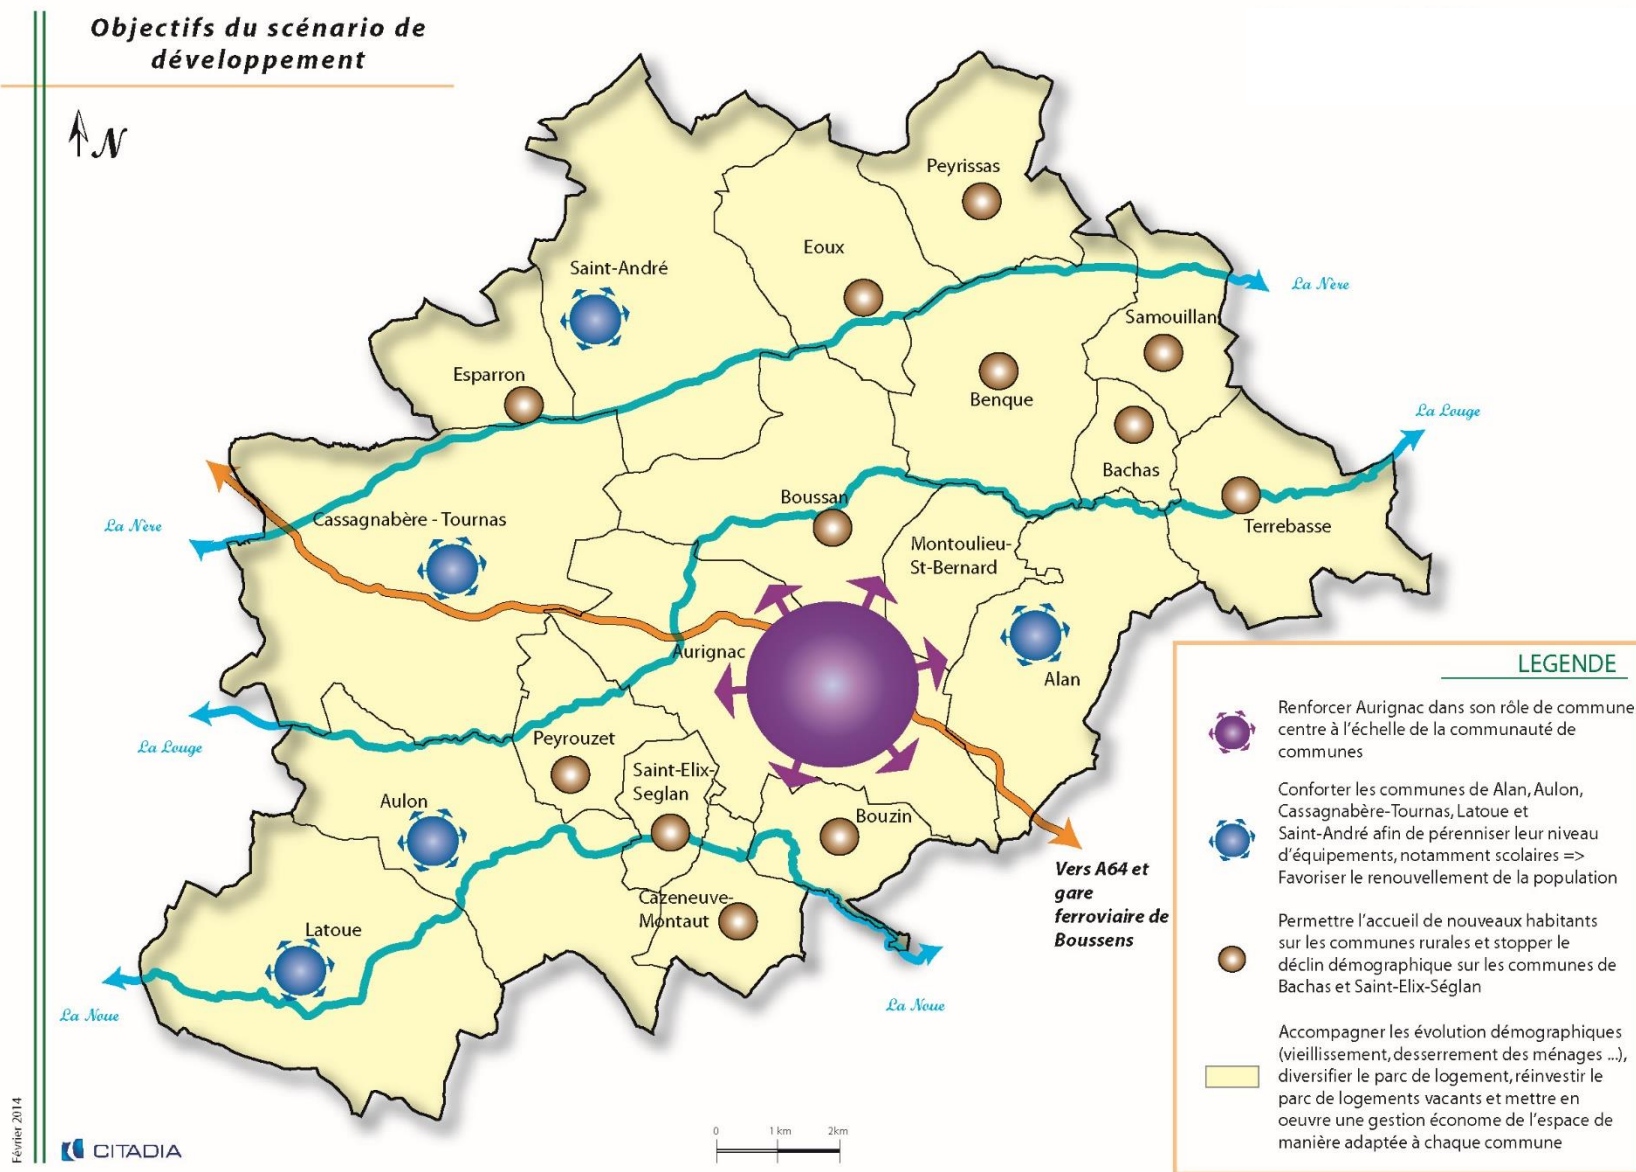 Objectifs du scénario de
développement
N
Peyrissas
Eoux
Saint-André
La Nère
Samouillan
Esparron
Benque
La Louge
Bachas
Boussan
Cassagnabère - Tournas
La Nère
Terrebasse
Montoulieu-
St-Bernard
Aurignac
Alan
La Louge
Peyrouzet
Saint-Elix-
Seglan
Aulon
Bouzin
Vers A64 et
gare
ferroviaire de
Boussens
Cazeneuve-
Montaut
Latoue
La Noue
La Noue
LEGENDE
Renforcer Aurignac dans son rôle de commune
centre à l'échelle de la communauté de
communes
Conforter les communes de Alan, Aulon,
Cassagnabère-Tournas, Latoue et
Saint-André afin de pérenniser leur niveau
d'équipements, notamment scolaires =>
Favoriser le renouvellement de la population
Permettre l'accueil de nouveaux habitants
sur les communes rurales et stopper le
déclin démographique sur les communes de
Bachas et Saint-Elix-Séglan
Accompagner les évolution démographiques
(vieillissement, desserrement des ménages ...),
diversifier le parc de logement, réinvestir le
parc de logements vacants et mettre en
oeuvre une gestion économe de l'espace de
manière adaptée à chaque commune
0 1 km 2km
Février 2014
CITADIA